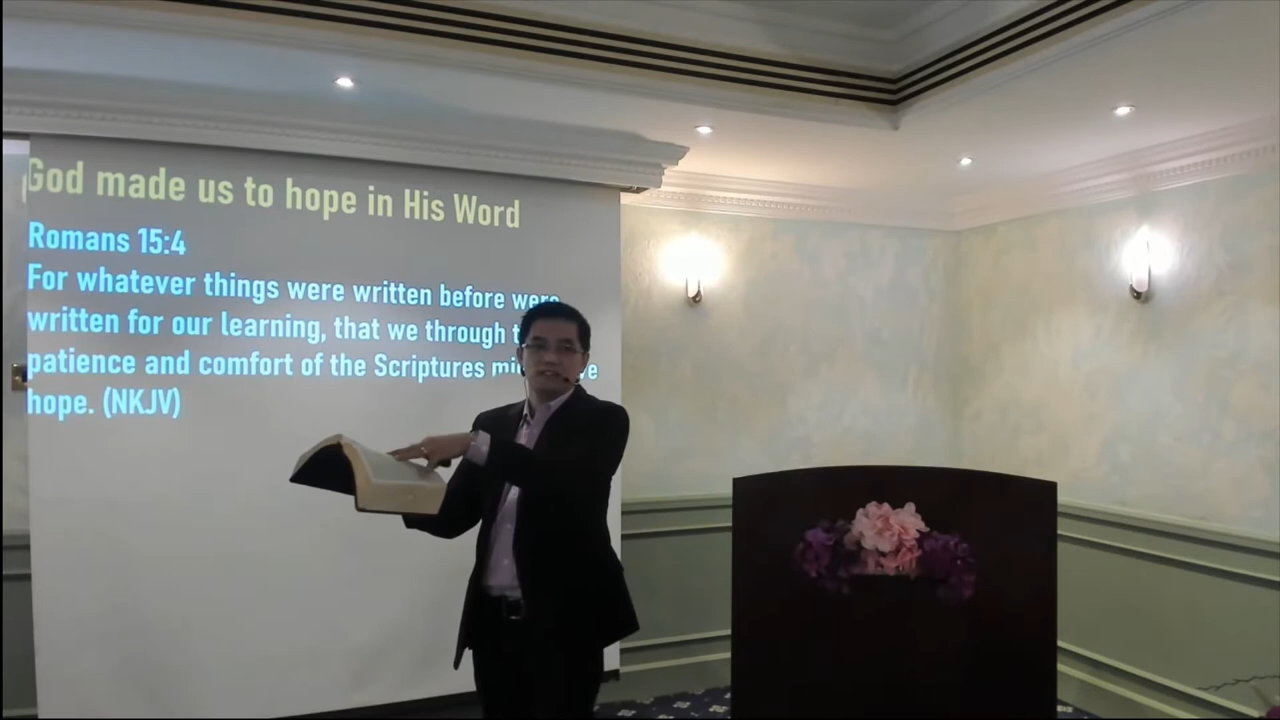 God made us to hope in His Word
Romans 15:4
For whatever things were written before were
written for our learning, that we through
patience and comfort of the Scriptures
hope. (NKJV)